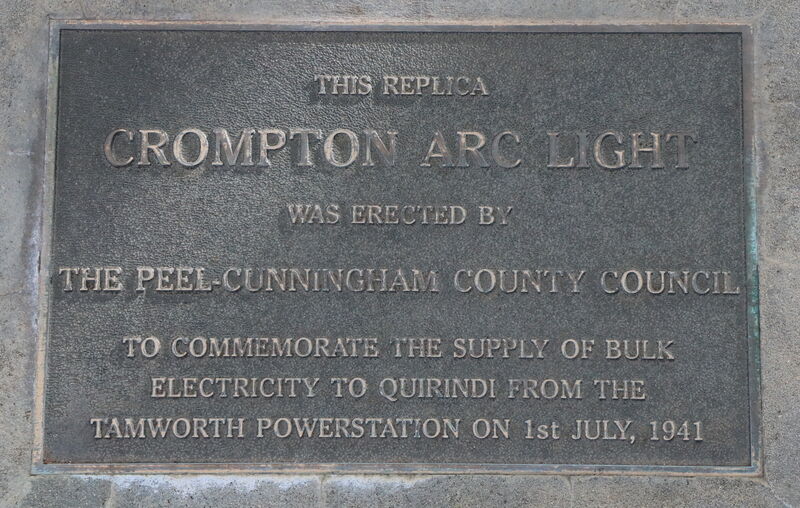 THIS REPLICA
CROMPTON ARC LIGHT
WAS ERECTED BY
THE PEEL-CUNNINGHAM COUNTY COUNCIL
TO COMMEMORATE THE SUPPLY OF BULK
ELECTRICITY TO QUIRINDI FROM THE
TAMWORTH POWERSTATION ON 1st JULY, 1941